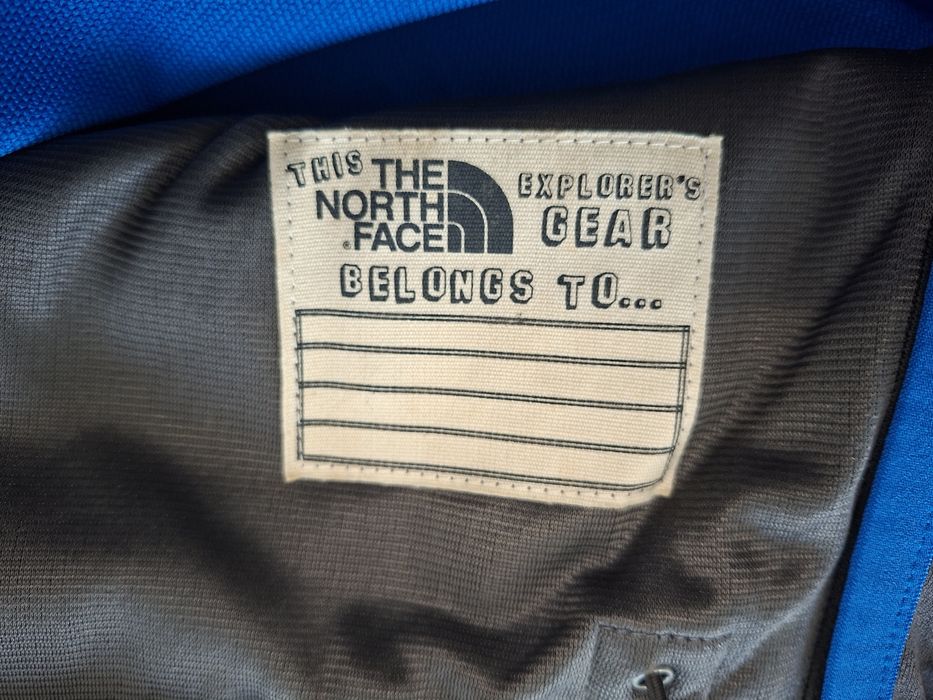 THIS THE NORTH FACE EXPLORER'S GEAR
BELONGS TO...